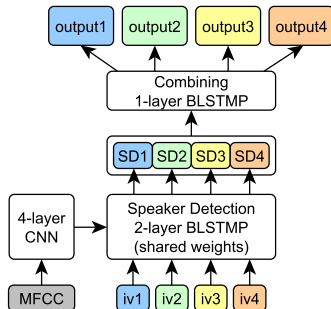 output1 output2 output3 output4
Combining
1-layer BLSTMP
SD1 SD2 SD3 SD4
4-layer
CNN
Speaker Detection
2-layer BLSTMP
(shared weights)
MFCC iv1 iv2 iv3 iv4